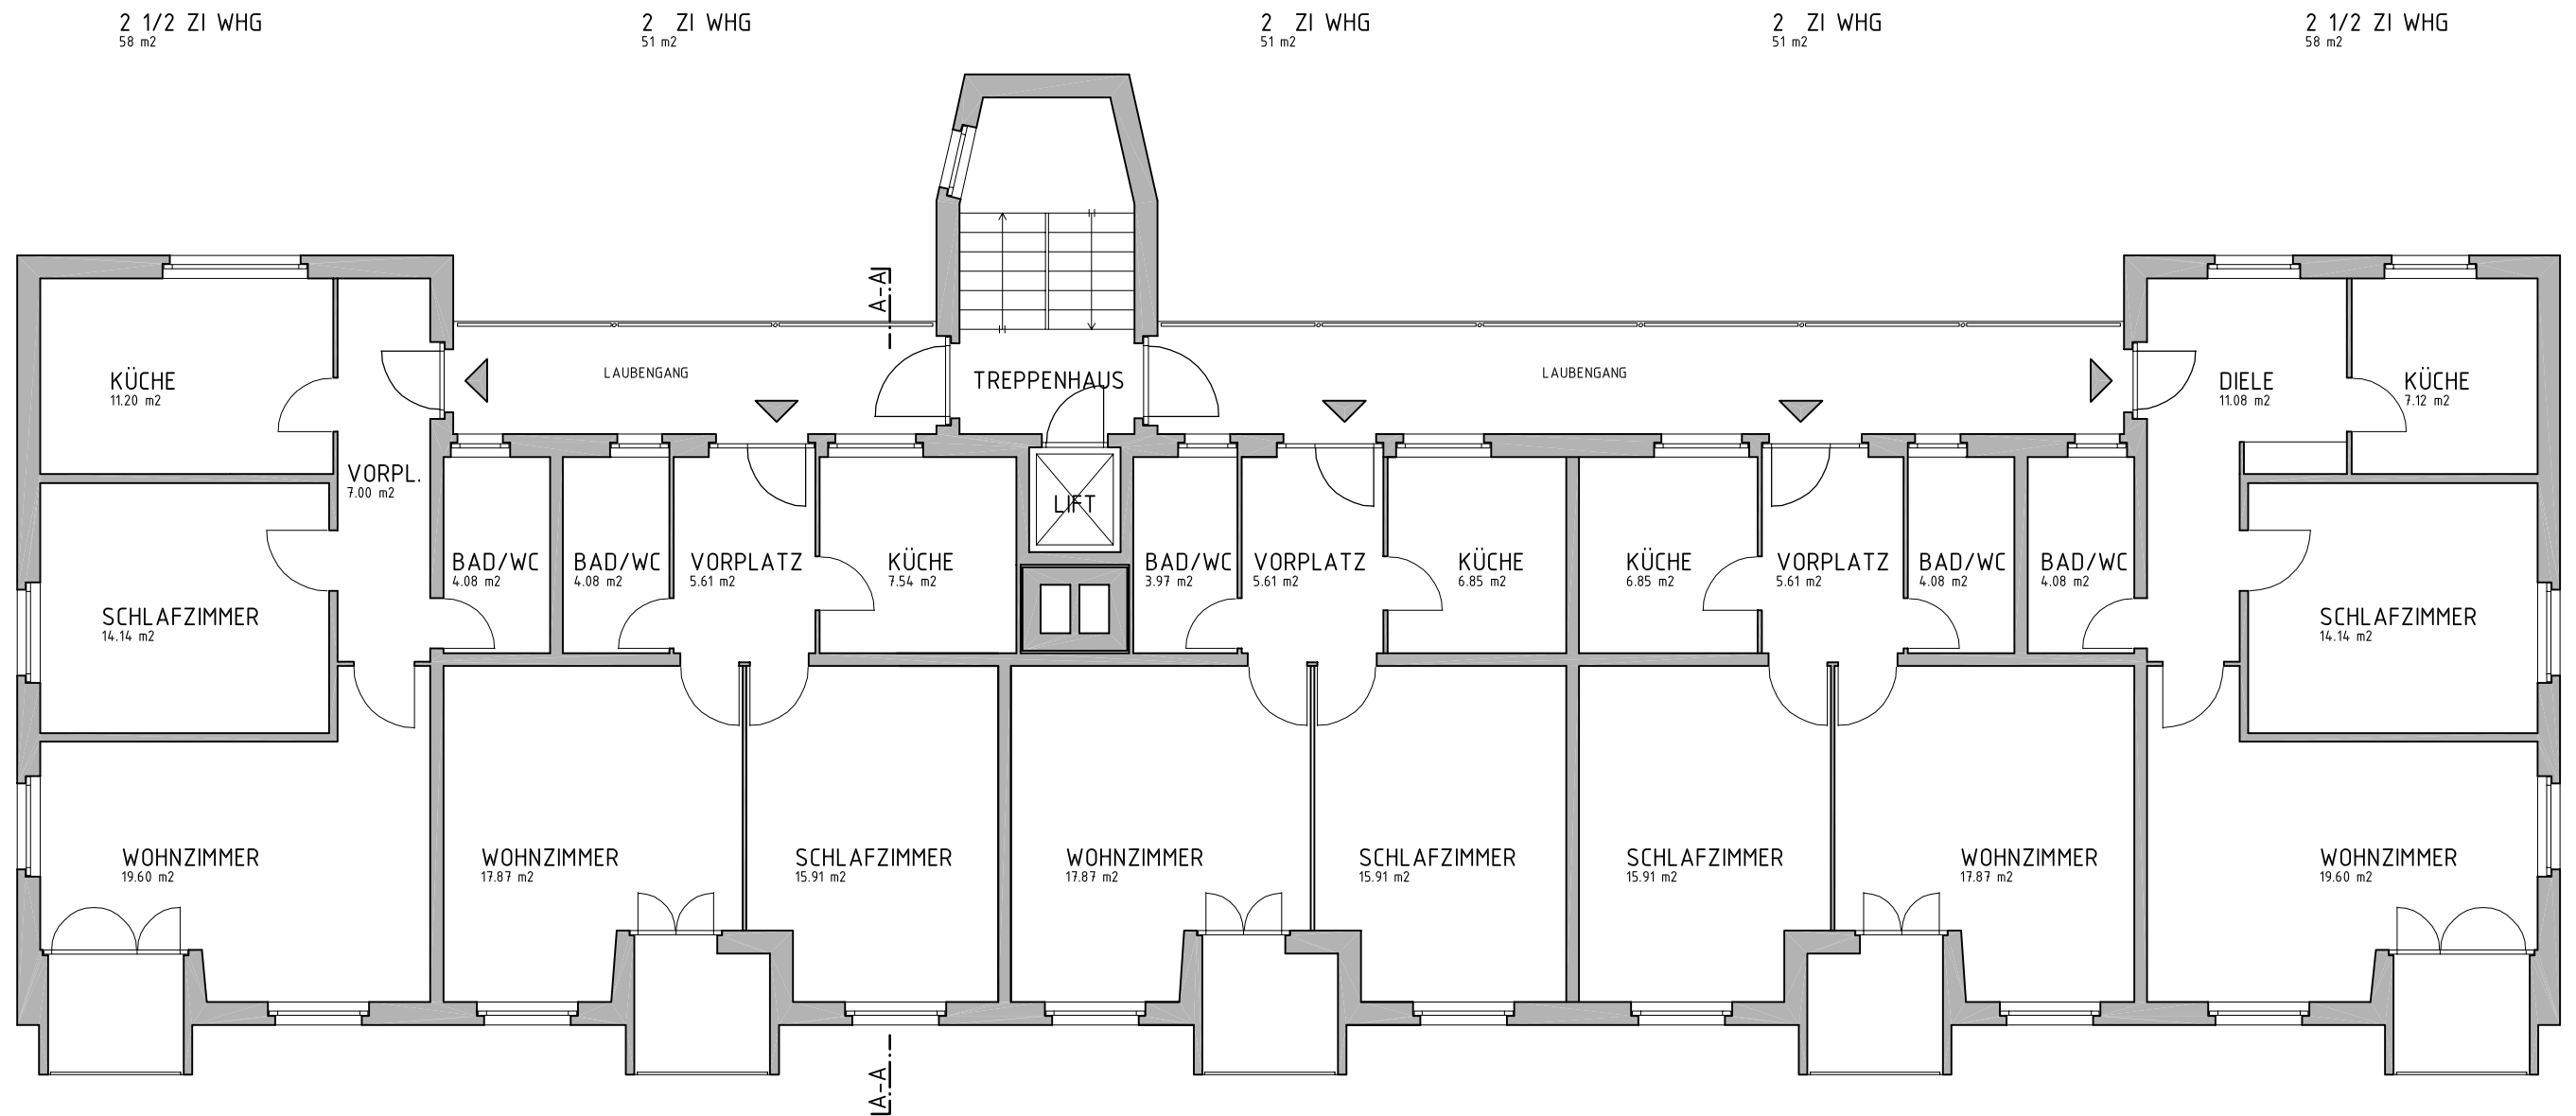 2 1/2 ZI WHG
58 m2
2 ZI WHG
51 m2
2 ZI WHG
51 m2
2 ZI WHG
51 m2
2 1/2 ZI WHG
58 m2
A-A
LAUBENGANG
TREPPENHAUS
LAUBENGANG
KÜCHE
11.20 m2
DIELE
11.08 m2
KÜCHE
7.12 m2
VORPL.
7.00 m2
LIFT
BAD/WC
4.08 m2
BAD/WC
4.08 m2
VORPLATZ
5.61 m2
KÜCHE
7.54 m2
BAD/WC
3.97 m2
VORPLATZ
5.61 m2
KÜCHE
6.85 m2
KÜCHE
6.85 m2
VORPLATZ
5.61 m2
BAD/WC
4.08 m2
BAD/WC
4.08 m2
SCHLAFZIMMER
14.14 m2
SCHLAFZIMMER
14.14 m2
WOHNZIMMER
19.60 m2
WOHNZIMMER
17.87 m2
SCHLAFZIMMER
15.91 m2
WOHNZIMMER
17.87 m2
SCHLAFZIMMER
15.91 m2
SCHLAFZIMMER
15.91 m2
WOHNZIMMER
17.87 m2
WOHNZIMMER
19.60 m2
A-A